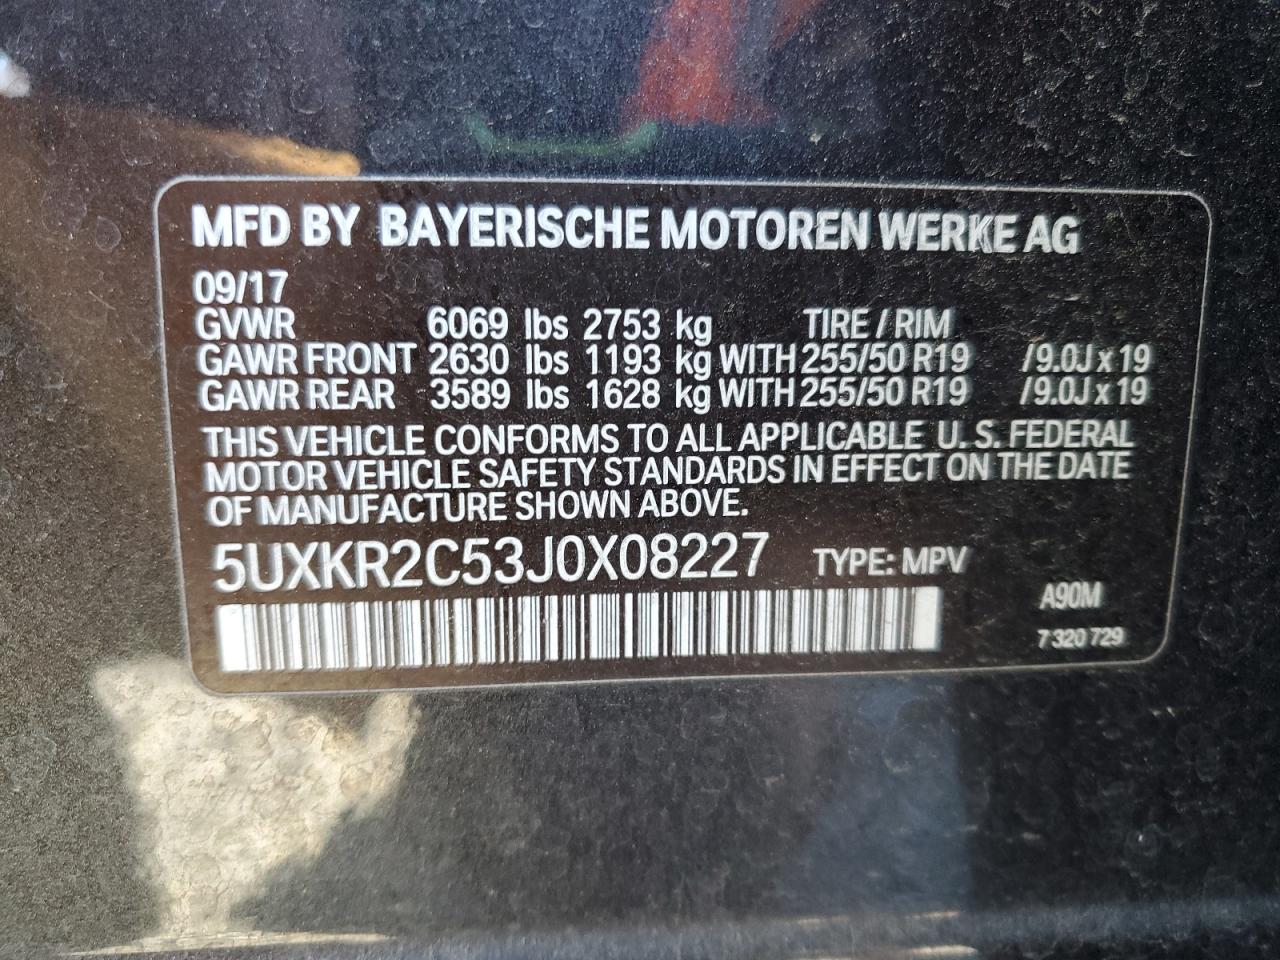 MFD BY BAYERISCHE MOTOREN WERKE AG
09/17
GVWR 6069 lbs 2753 kg TIRE / RIM
GAWR FRONT 2630 lbs 1193 kg WITH 255/50 R19 /9.0J x 19
GAWR REAR 3589 lbs 1628 kg WITH 255/50 R19 /9.0J x 19
THIS VEHICLE CONFORMS TO ALL APPLICABLE U. S. FEDERAL
MOTOR VEHICLE SAFETY STANDARDS IN EFFECT ON THE DATE
OF MANUFACTURE SHOWN ABOVE.
5UXKR2C53J0X08227 TYPE: MPV
A90M
7 320 729